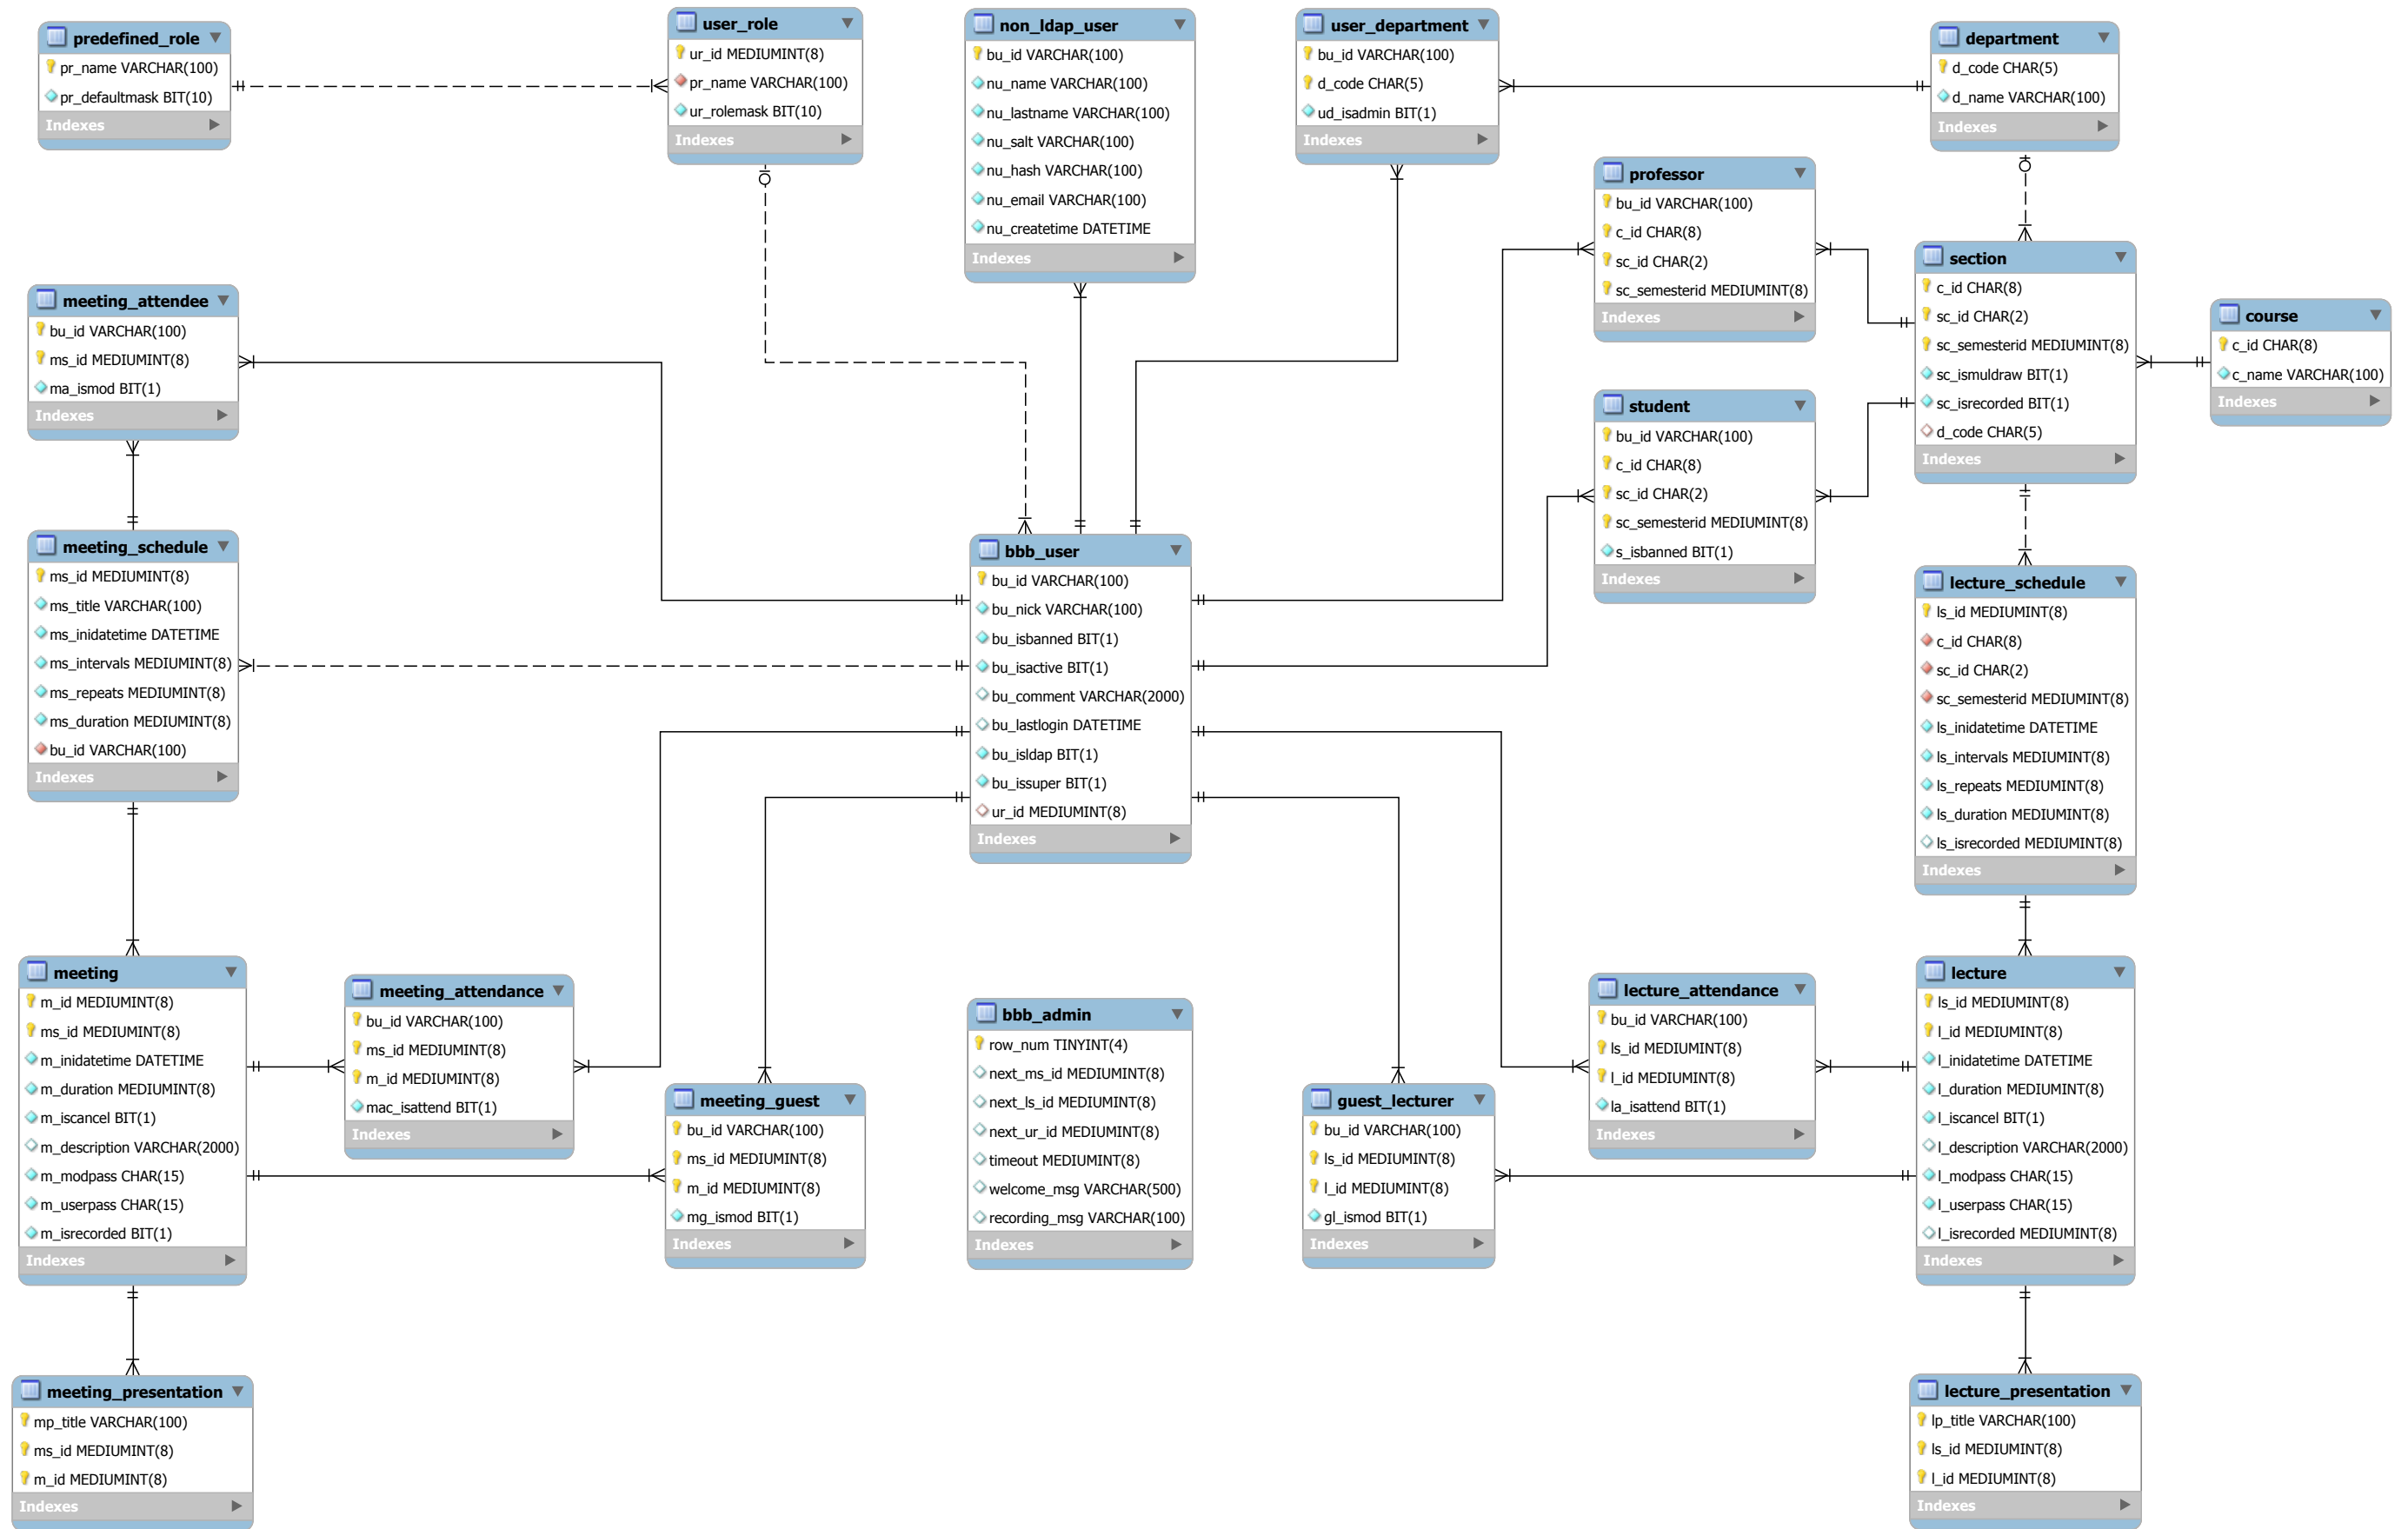 predefined_role
pr_name VARCHAR(100)
pr_defaultmask BIT(10)
Indexes
user_role
ur_id MEDIUMINT(8)
pr_name VARCHAR(100)
ur_rolemask BIT(10)
Indexes
non_ldap_user
bu_id VARCHAR(100)
nu_name VARCHAR(100)
nu_lastname VARCHAR(100)
nu_salt VARCHAR(100)
nu_hash VARCHAR(100)
nu_email VARCHAR(100)
nu_createtime DATETIME
Indexes
user_department
bu_id VARCHAR(100)
d_code CHAR(5)
ud_isadmin BIT(1)
Indexes
department
d_code CHAR(5)
d_name VARCHAR(100)
Indexes
professor
bu_id VARCHAR(100)
c_id CHAR(8)
sc_id CHAR(2)
sc_semesterid MEDIUMINT(8)
Indexes
section
c_id CHAR(8)
sc_id CHAR(2)
sc_semesterid MEDIUMINT(8)
sc_ismuldraw BIT(1)
sc_isrecorded BIT(1)
d_code CHAR(5)
Indexes
course
c_id CHAR(8)
c_name VARCHAR(100)
Indexes
meeting_attendee
bu_id VARCHAR(100)
ms_id MEDIUMINT(8)
ma_ismod BIT(1)
Indexes
student
bu_id VARCHAR(100)
c_id CHAR(8)
sc_id CHAR(2)
sc_semesterid MEDIUMINT(8)
s_isbanned BIT(1)
Indexes
meeting_schedule
ms_id MEDIUMINT(8)
ms_title VARCHAR(100)
ms_inidatetime DATETIME
ms_intervals MEDIUMINT(8)
ms_repeats MEDIUMINT(8)
ms_duration MEDIUMINT(8)
bu_id VARCHAR(100)
Indexes
bbb_user
bu_id VARCHAR(100)
bu_nick VARCHAR(100)
bu_isbanned BIT(1)
bu_isactive BIT(1)
bu_comment VARCHAR(2000)
bu_lastlogin DATETIME
bu_isldap BIT(1)
bu_issuper BIT(1)
ur_id MEDIUMINT(8)
Indexes
lecture_schedule
ls_id MEDIUMINT(8)
c_id CHAR(8)
sc_id CHAR(2)
sc_semesterid MEDIUMINT(8)
ls_inidatetime DATETIME
ls_intervals MEDIUMINT(8)
ls_repeats MEDIUMINT(8)
ls_duration MEDIUMINT(8)
ls_isrecorded MEDIUMINT(8)
Indexes
meeting
m_id MEDIUMINT(8)
ms_id MEDIUMINT(8)
m_inidatetime DATETIME
m_duration MEDIUMINT(8)
m_iscancel BIT(1)
m_description VARCHAR(2000)
m_modpass CHAR(15)
m_userpass CHAR(15)
m_isrecorded BIT(1)
Indexes
meeting_attendance
bu_id VARCHAR(100)
ms_id MEDIUMINT(8)
m_id MEDIUMINT(8)
mac_isattend BIT(1)
Indexes
meeting_guest
bu_id VARCHAR(100)
ms_id MEDIUMINT(8)
m_id MEDIUMINT(8)
mg_ismod BIT(1)
Indexes
bbb_admin
row_num TINYINT(4)
next_ms_id MEDIUMINT(8)
next_ls_id MEDIUMINT(8)
next_ur_id MEDIUMINT(8)
timeout MEDIUMINT(8)
welcome_msg VARCHAR(500)
recording_msg VARCHAR(100)
Indexes
guest_lecturer
bu_id VARCHAR(100)
ls_id MEDIUMINT(8)
l_id MEDIUMINT(8)
gl_ismod BIT(1)
Indexes
lecture_attendance
bu_id VARCHAR(100)
ls_id MEDIUMINT(8)
l_id MEDIUMINT(8)
la_isattend BIT(1)
Indexes
lecture
ls_id MEDIUMINT(8)
l_id MEDIUMINT(8)
l_inidatetime DATETIME
l_duration MEDIUMINT(8)
l_iscancel BIT(1)
l_description VARCHAR(2000)
l_modpass CHAR(15)
l_userpass CHAR(15)
l_isrecorded MEDIUMINT(8)
Indexes
meeting_presentation
mp_title VARCHAR(100)
ms_id MEDIUMINT(8)
m_id MEDIUMINT(8)
Indexes
lecture_presentation
lp_title VARCHAR(100)
ls_id MEDIUMINT(8)
l_id MEDIUMINT(8)
Indexes